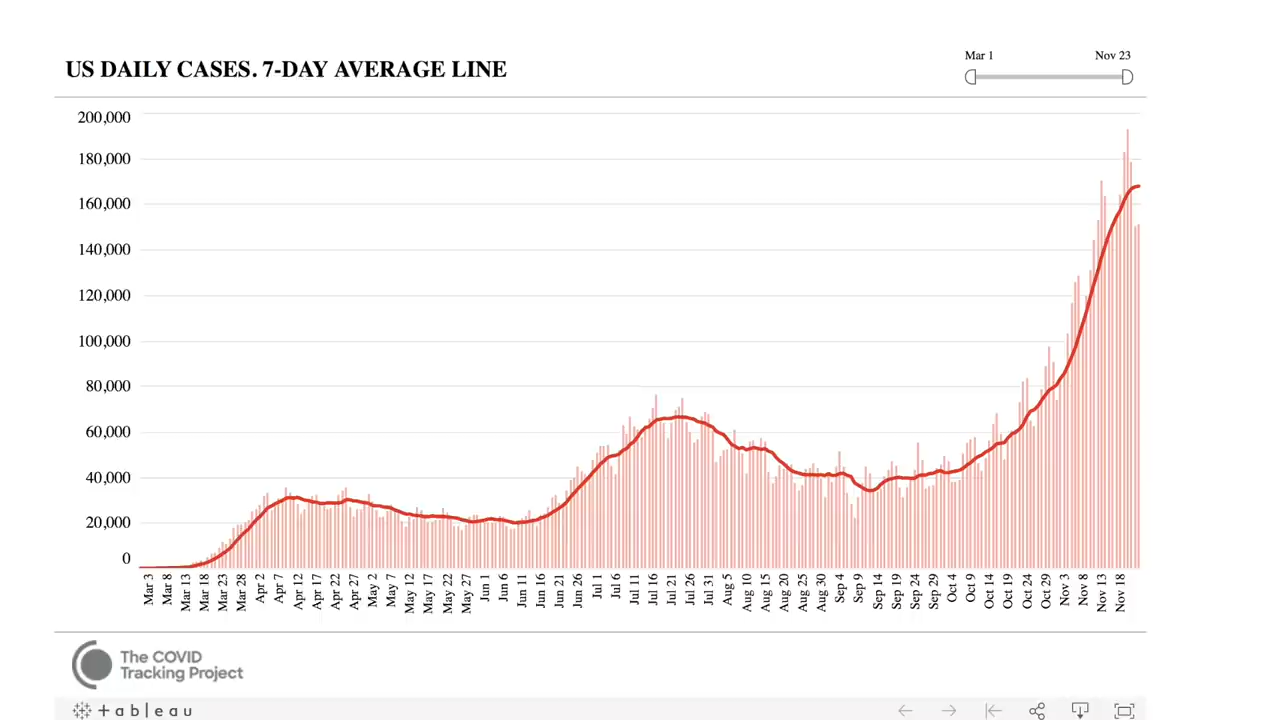 Mar 1
Nov 23
US DAILY CASES. 7-DAY AVERAGE LINE
200,000
180,000
160,000
140,000
120,000
100,000
80,000
60,000
40,000
20,000
0
Mar 3
Mar 8
Mar 13
Mar 18
Mar 23
Mar 28
Apr 2
Apr 7
Apr 12
Apr 17
Apr 22
Apr 27
May 2
May 7
May 12
May 17
May 22
May 27
Jun 1
Jun 6
Jun 11
Jun 16
Jun 21
Jun 26
Jul 1
Jul 6
Jul 11
Jul 16
Jul 21
Jul 26
Jul 31
Aug 5
Aug 10
Aug 15
Aug 20
Aug 25
Aug 30
Sep 4
Sep 9
Sep 14
Sep 19
Sep 24
Sep 29
Oct 4
Oct 9
Oct 14
Oct 19
Oct 24
Oct 29
Nov 3
Nov 8
Nov 13
Nov 18
The COVID
Tracking Project
+ableau